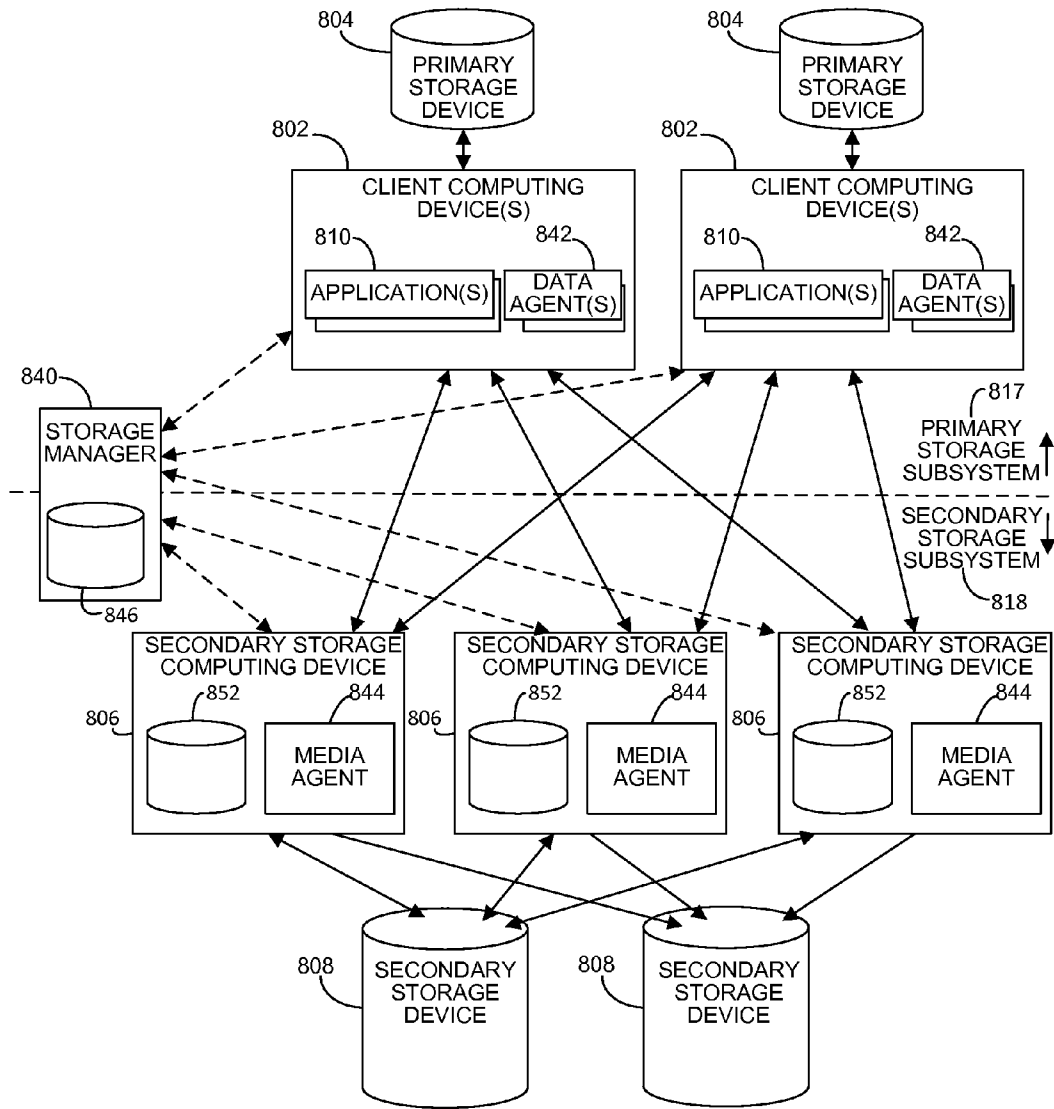 804
PRIMARY
STORAGE
DEVICE
804
PRIMARY
STORAGE
DEVICE
802
CLIENT COMPUTING
DEVICE(S)
810
APPLICATION(S)
842
DATA
AGENT(S)
802
CLIENT COMPUTING
DEVICE(S)
810
APPLICATION(S)
842
DATA
AGENT(S)
840
STORAGE
MANAGER
846
817
PRIMARY
STORAGE
SUBSYSTEM
SECONDARY
STORAGE
SUBSYSTEM
818
SECONDARY STORAGE
COMPUTING DEVICE
852
844
806
MEDIA
AGENT
SECONDARY STORAGE
COMPUTING DEVICE
852
844
806
MEDIA
AGENT
SECONDARY STORAGE
COMPUTING DEVICE
852
844
806
MEDIA
AGENT
808
SECONDARY
STORAGE
DEVICE
808
SECONDARY
STORAGE
DEVICE